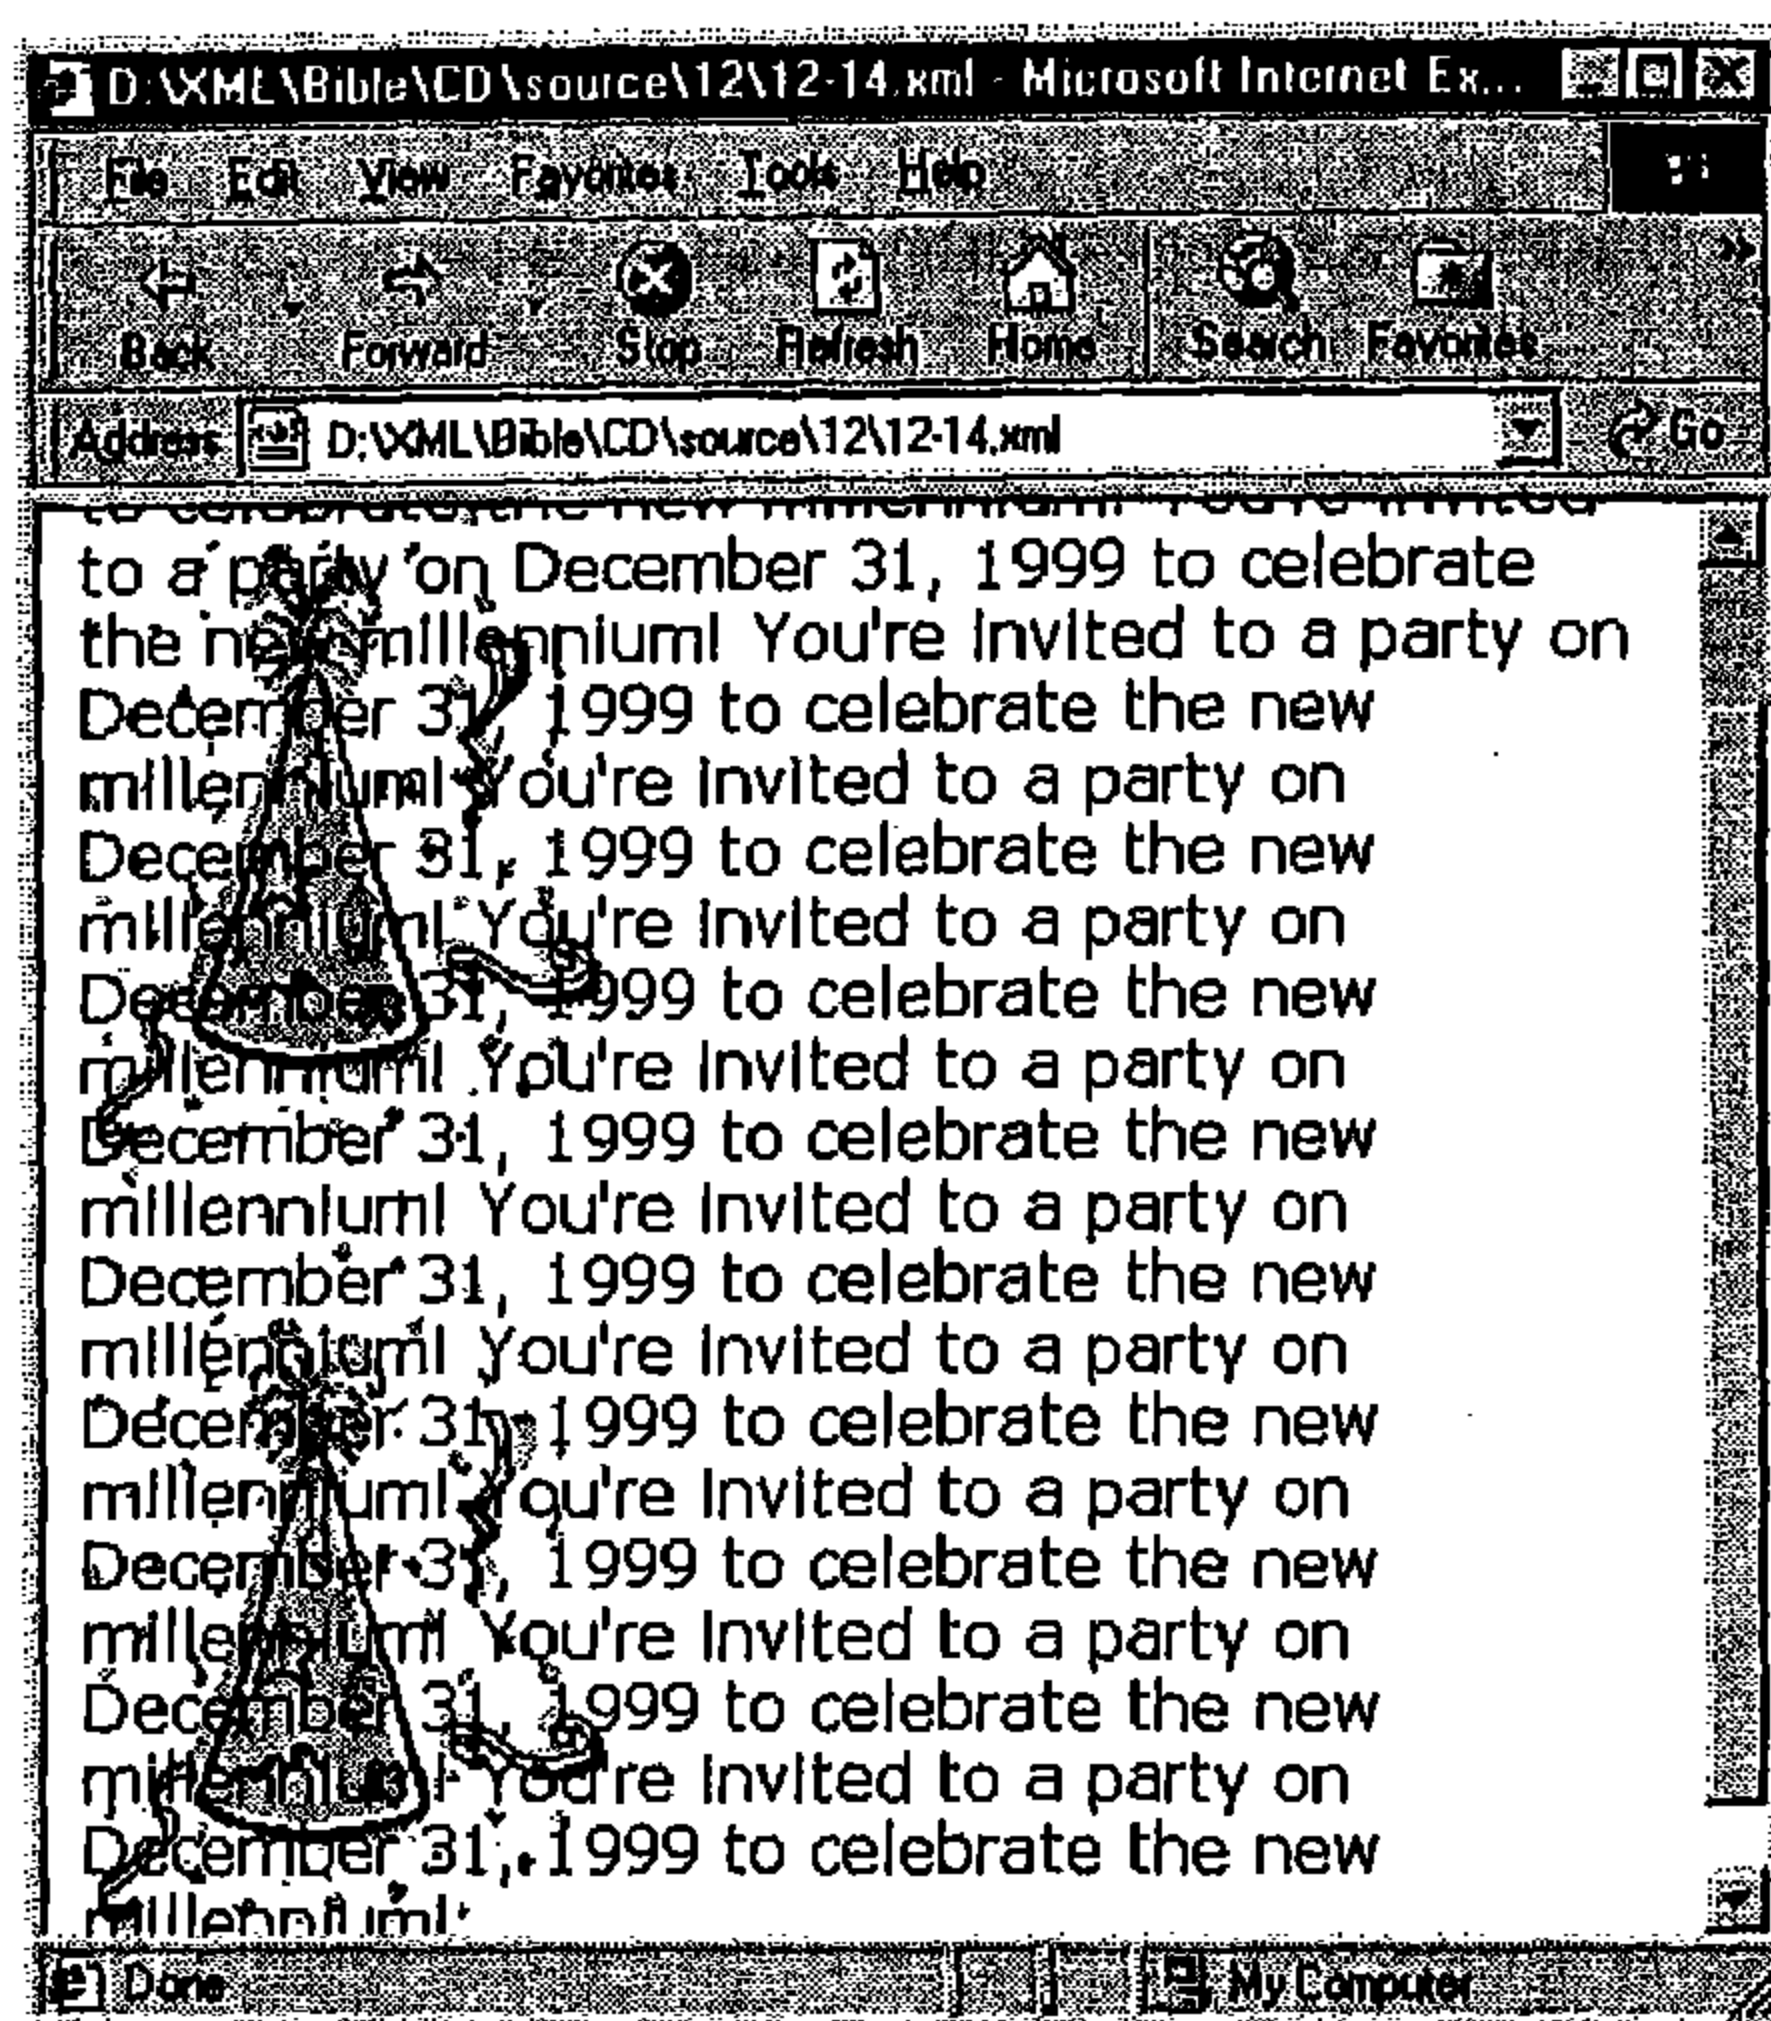 D:\XML\Bible\CD\source\12\12-14.xml - Microsoft Internet Ex...
File Edit View Favorites Tools Help
Back Forward Stop Refresh Home Search Favorites
Address D:\XML\Bible\CD\source\12\12-14.xml Go
to celebrate the new millennium! You're invited
to a party on December 31, 1999 to celebrate
the new millennium! You're invited to a party on
December 31, 1999 to celebrate the new
millennium! You're invited to a party on
December 31, 1999 to celebrate the new
millennium! You're invited to a party on
December 31, 1999 to celebrate the new
millennium! You're invited to a party on
December 31, 1999 to celebrate the new
millennium! You're invited to a party on
December 31, 1999 to celebrate the new
millennium! You're invited to a party on
December 31, 1999 to celebrate the new
millennium! You're invited to a party on
December 31, 1999 to celebrate the new
millennium! You're invited to a party on
December 31, 1999 to celebrate the new
millennium! You're invited to a party on
December 31, 1999 to celebrate the new
millennium!
Done My Computer